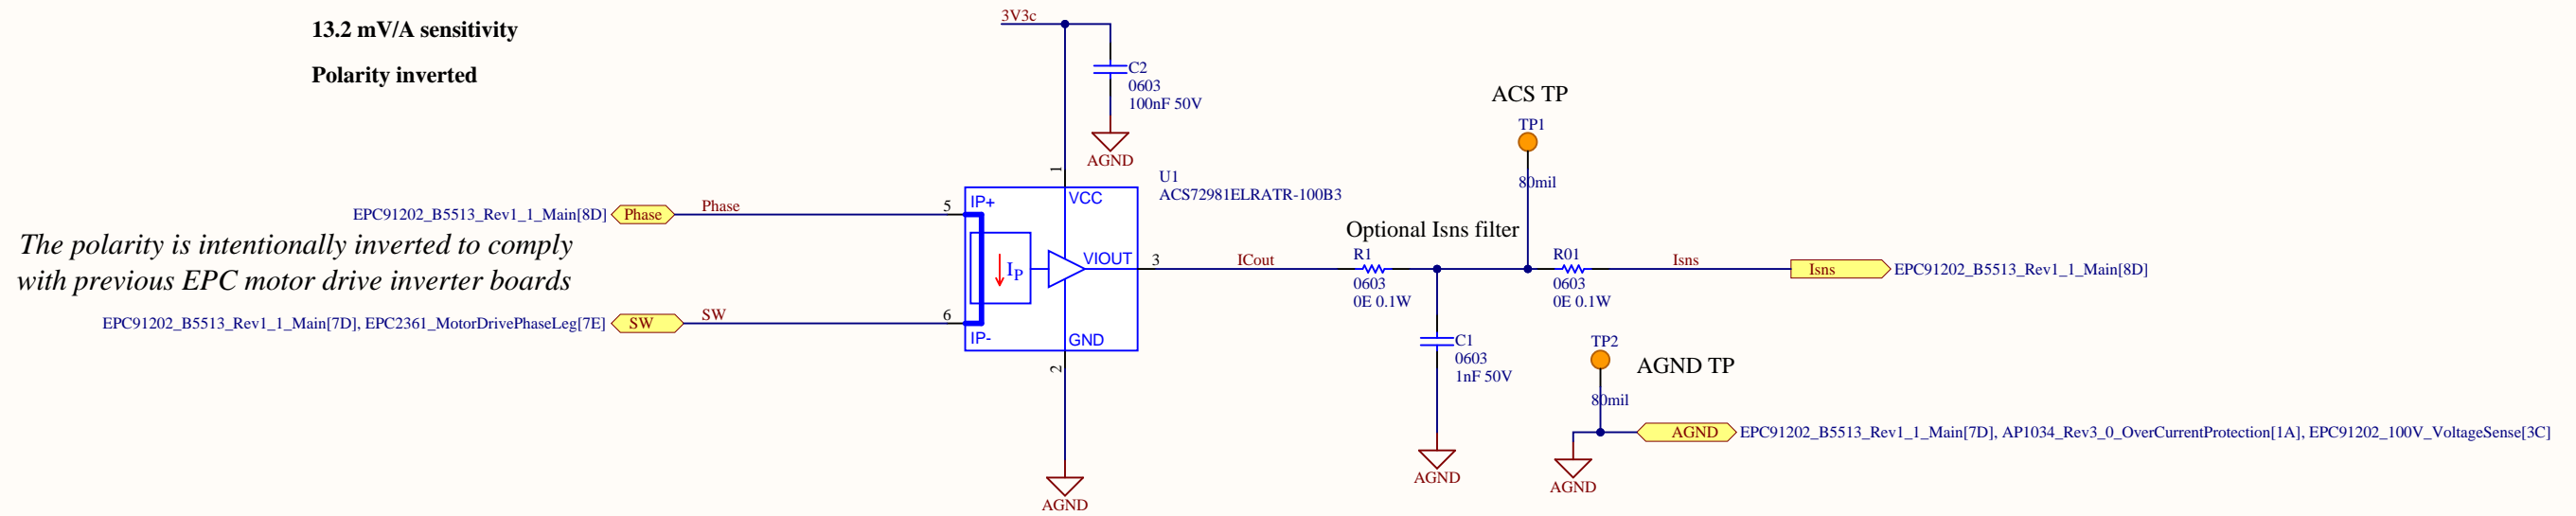 13.2 mV/A sensitivity
Polarity inverted
The polarity is intentionally inverted to comply
with previous EPC motor drive inverter boards
3V3c
C2
0603
100nF 50V
AGND
EPC91202_B5513_Rev1_1_Main[8D]
Phase
Phase
5
EPC91202_B5513_Rev1_1_Main[7D], EPC2361_MotorDrivePhaseLeg[7E]
SW
SW
6
U1
ACS72981ELRATR-100B3
1
VCC
IP+
IP
VIOUT
IP-
GND
2
AGND
3
ICout
Optional Isns filter
R1
0603
0E 0.1W
C1
0603
1nF 50V
AGND
ACS TP
TP1
80mil
R01
0603
0E 0.1W
Isns
Isns
EPC91202_B5513_Rev1_1_Main[8D]
TP2
AGND TP
80mil
AGND
EPC91202_B5513_Rev1_1_Main[7D], AP1034_Rev3_0_OverCurrentProtection[1A], EPC91202_100V_VoltageSense[3C]
AGND